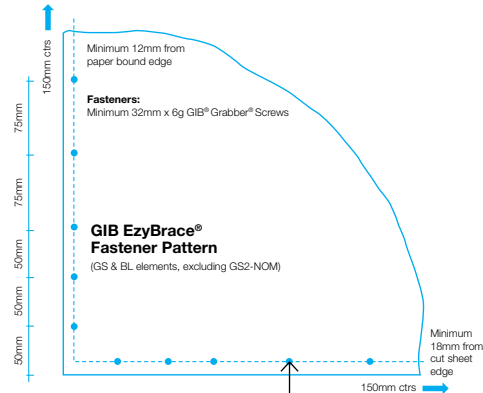 150mm ctrs
Minimum 12mm from
paper bound edge
Fasteners:
Minimum 32mm x 6g GIB® Grabber® Screws
75mm
75mm
50mm
50mm
50mm
GIB EzyBrace®
Fastener Pattern
(GS & BL elements, excluding GS2-NOM)
Minimum
18mm from
cut sheet
edge
150mm ctrs